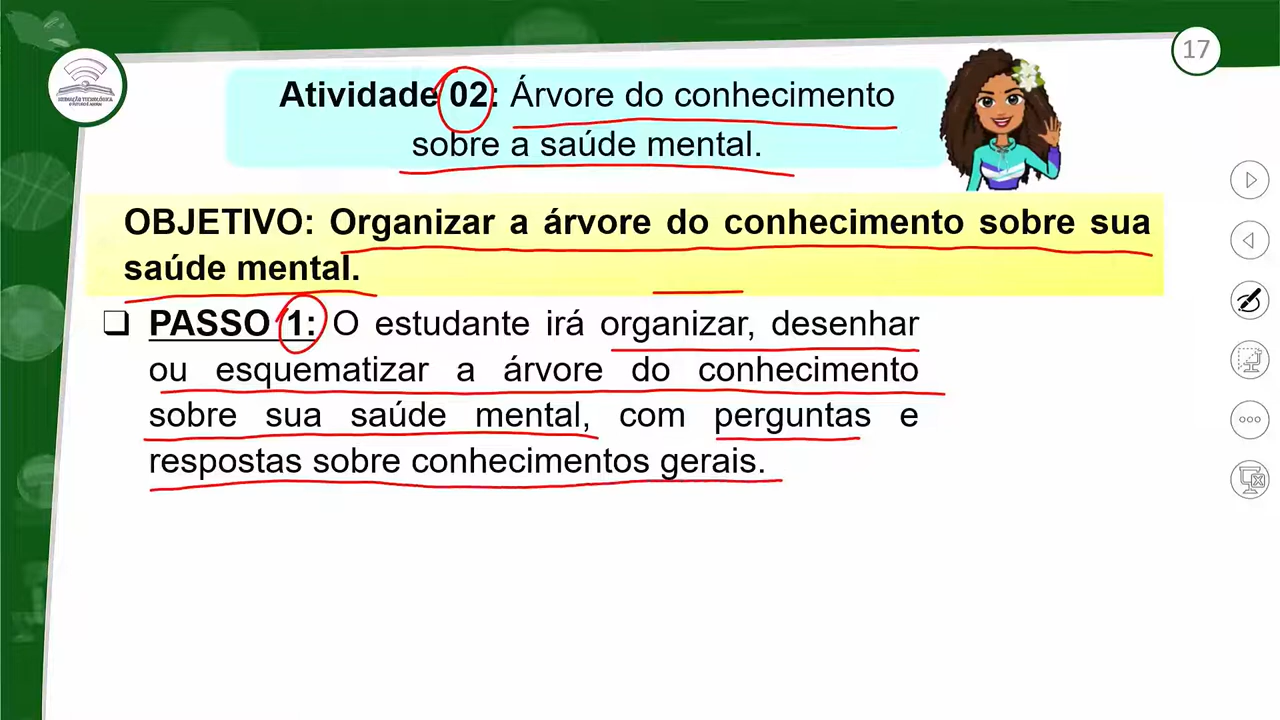 17
Atividade 02: Árvore do conhecimento
sobre a saúde mental.
OBJETIVO: Organizar a árvore do conhecimento sobre sua
saúde mental.
PASSO 1: O estudante irá organizar, desenhar
ou esquematizar a árvore do conhecimento
sobre sua saúde mental, com perguntas e
respostas sobre conhecimentos gerais.